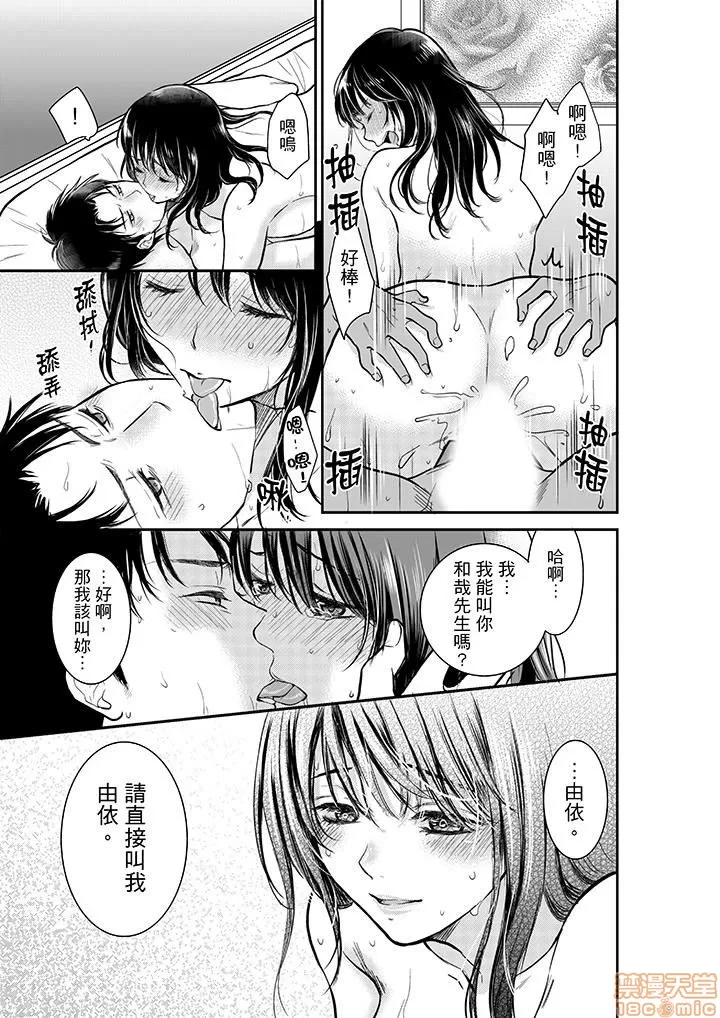 啊嗯！
啊嗯！
抽插
抽插
好棒！
抽插
抽插
嗯嗚
！
舔拭！
舔弄
嗯…嗯！
啾
哈啊…
我…
我能叫你
和哉先生嗎？
…好啊，
那我該叫妳…
…由依。
請直接叫我
由依。
禁漫天堂
18comic